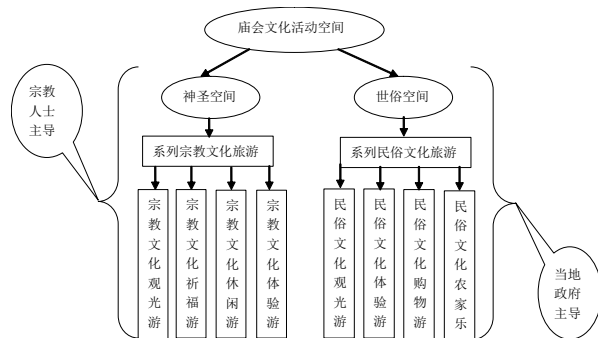 庙会文化活动空间
神圣空间
世俗空间
宗教
人士
主导
系列宗教文化旅游
系列民俗文化旅游
宗教文化观光游
宗教文化祈福游
宗教文化休闲游
宗教文化体验游
民俗文化观光游
民俗文化体验游
民俗文化购物游
民俗文化农家乐
当地
政府
主导